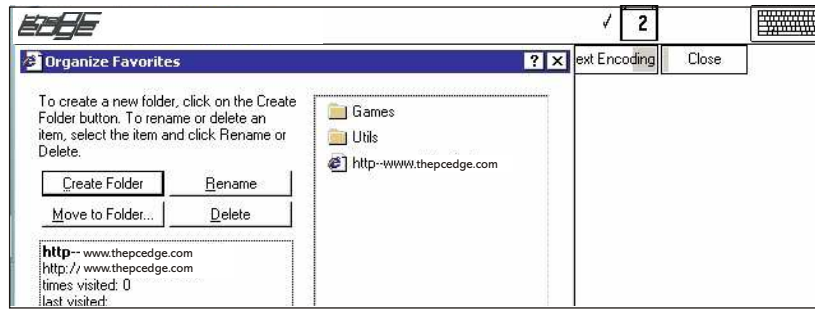 EDGE
✓ 2
Organize Favorites ? ×
ext Encoding Close
To create a new folder, click on the Create
Folder button. To rename or delete an
item, select the item and click Rename or
Delete.
Create Folder Rename
Move to Folder... Delete
http-- www.thepcedge.com
http:// www.thepcedge.com
times visited: 0
last visited:
Games
Utils
http--www.thepcedge.com